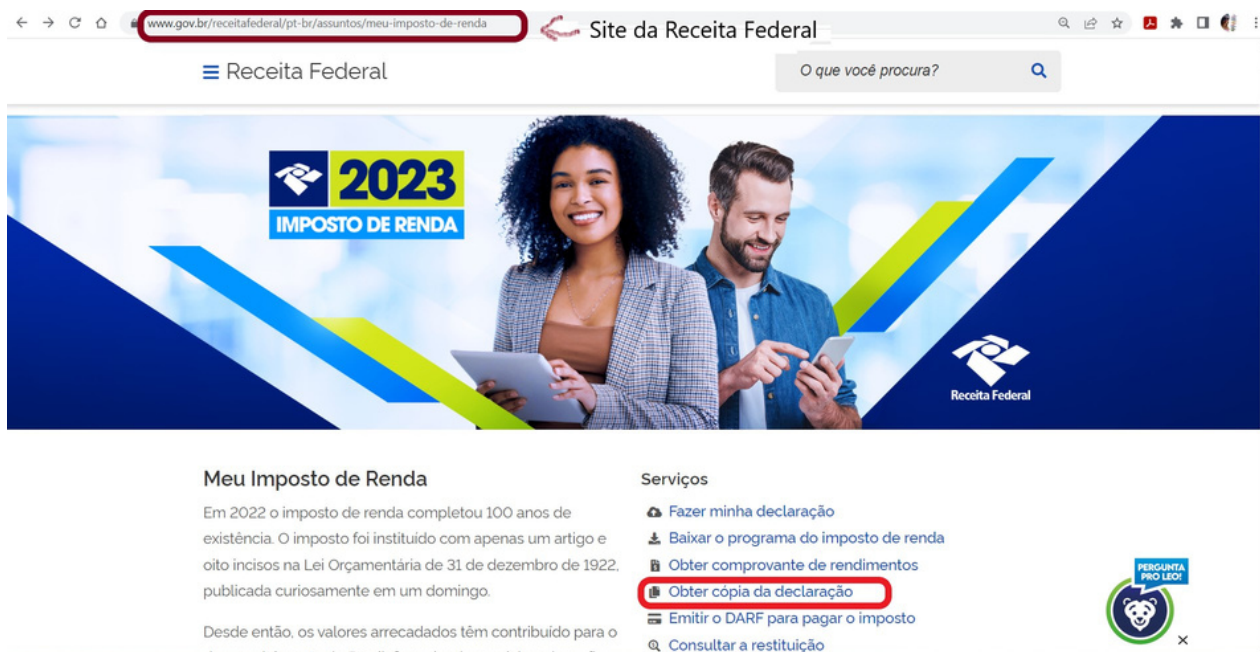 www.gov.br/receitafederal/pt-br/assuntos/meu-imposto-de-renda
Site da Receita Federal
Receita Federal
O que você procura?
2023
IMPOSTO DE RENDA
Receita Federal
Meu Imposto de Renda
Em 2022 o imposto de renda completou 100 anos de
existência. O imposto foi instituído com apenas um artigo e
oito incisos na Lei Orçamentária de 31 de dezembro de 1922,
publicada curiosamente em um domingo.
Desde então, os valores arrecadados têm contribuído para o
Serviços
Fazer minha declaração
Baixar o programa do imposto de renda
Obter comprovante de rendimentos
Obter cópia da declaração
Emitir o DARF para pagar o imposto
Consultar a restituição
PERGUNTA
PRO LEO!